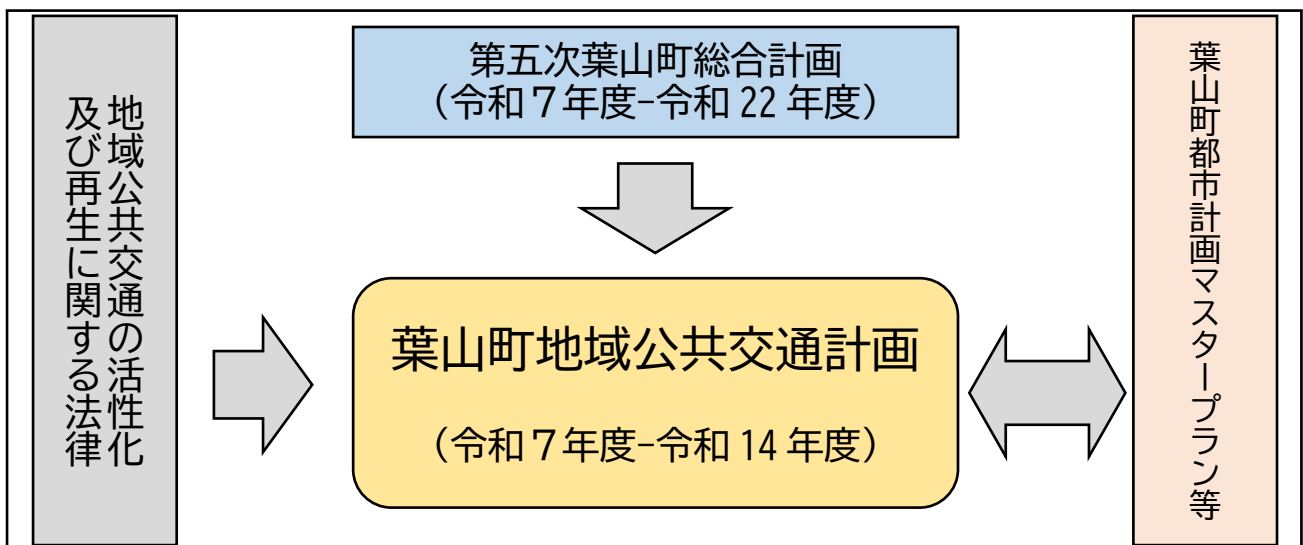 地域公共交通の活性化
及び再生に関する法律
第五次葉山町総合計画
（令和７年度-令和 22 年度）
葉山町地域公共交通計画
（令和７年度-令和 14 年度）
葉山町都市計画マスタープラン等